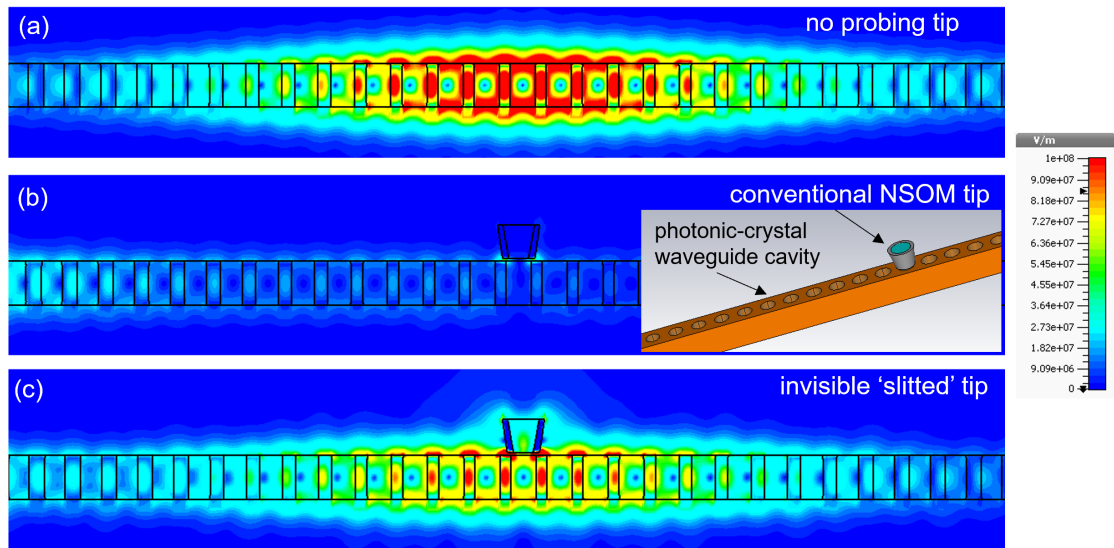 (a)
no probing tip
(b)
conventional NSOM tip
photonic-crystal
waveguide cavity
(c)
invisible ‘slitted’ tip
V/m
1e+08
9.09e+07
8.18e+07
7.27e+07
6.36e+07
5.45e+07
4.55e+07
3.64e+07
2.73e+07
1.82e+07
9.09e+06
0